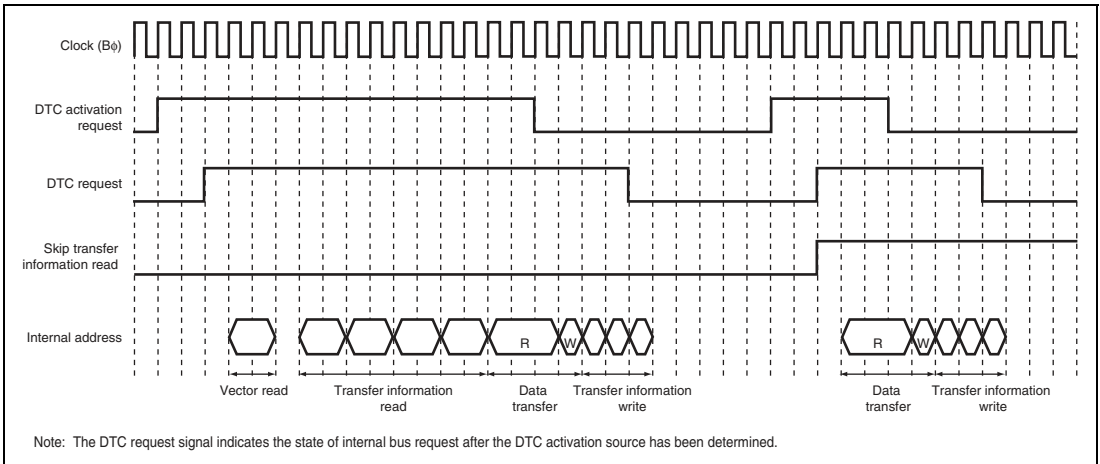 Clock (Bφ)
DTC activation
request
DTC request
Skip transfer
information read
Internal address
R
W
R
W
Vector read
Transfer information
read
Data
transfer
Transfer information
write
Data
transfer
Transfer information
write
Note: The DTC request signal indicates the state of internal bus request after the DTC activation source has been determined.